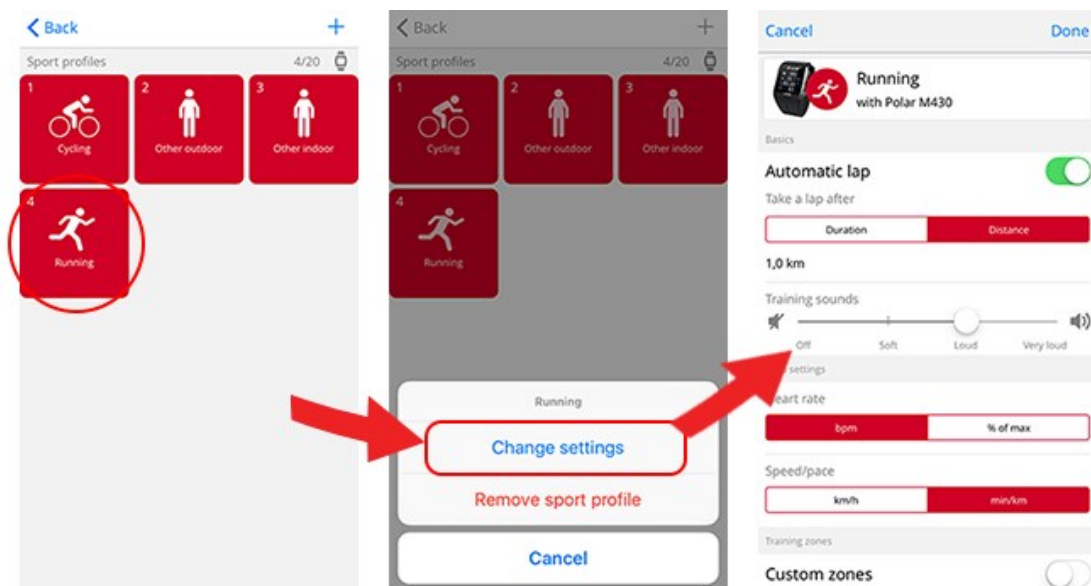 Back
Sport profiles 4/20
1
Cycling
2
Other outdoor
3
Other indoor
4
Running
Back
Sport profiles 4/20
1
Cycling
2
Other outdoor
3
Other indoor
4
Running
Running
Change settings
Remove sport profile
Cancel
Cancel Done
Running
with Polar M430
Basics
Automatic lap
Take a lap after
Duration Distance
1,0 km
Training sounds
Off Soft Loud Very loud
settings
eart rate
bpm % of max
Speed/pace
km/h min/km
Training zones
Custom zones